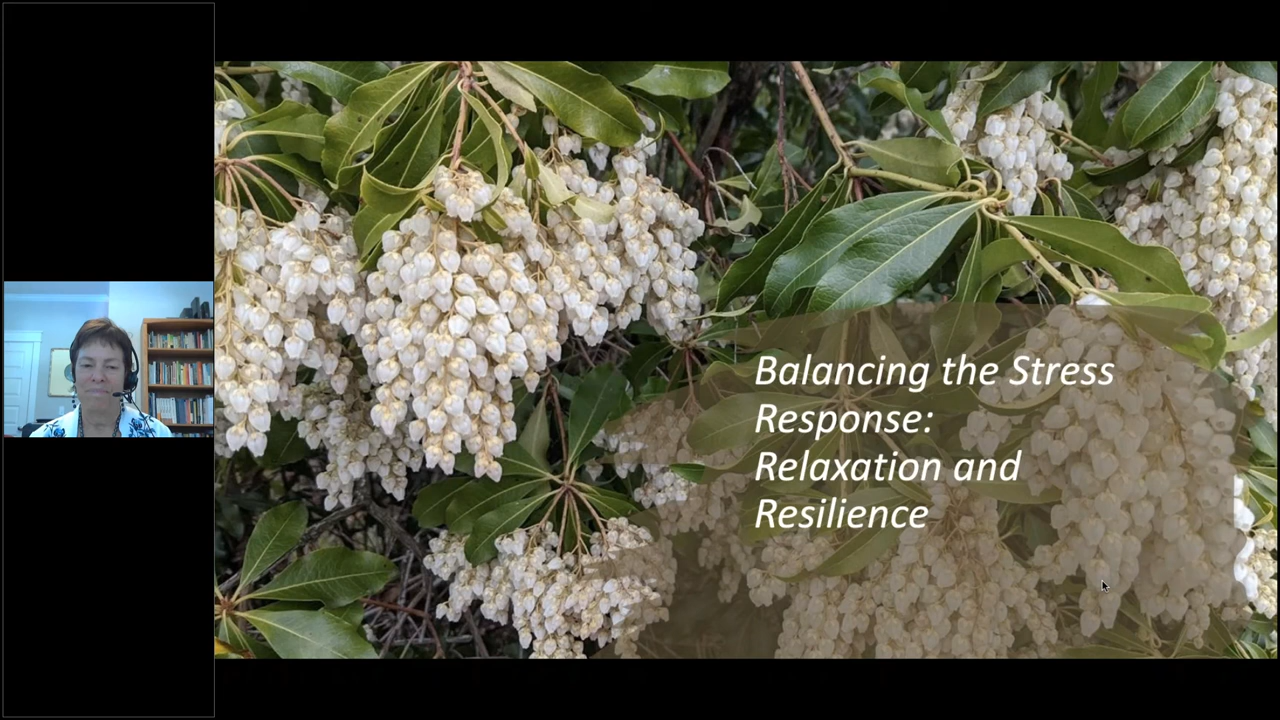 Balancing the Stress
Response:
Relaxation and
Resilience